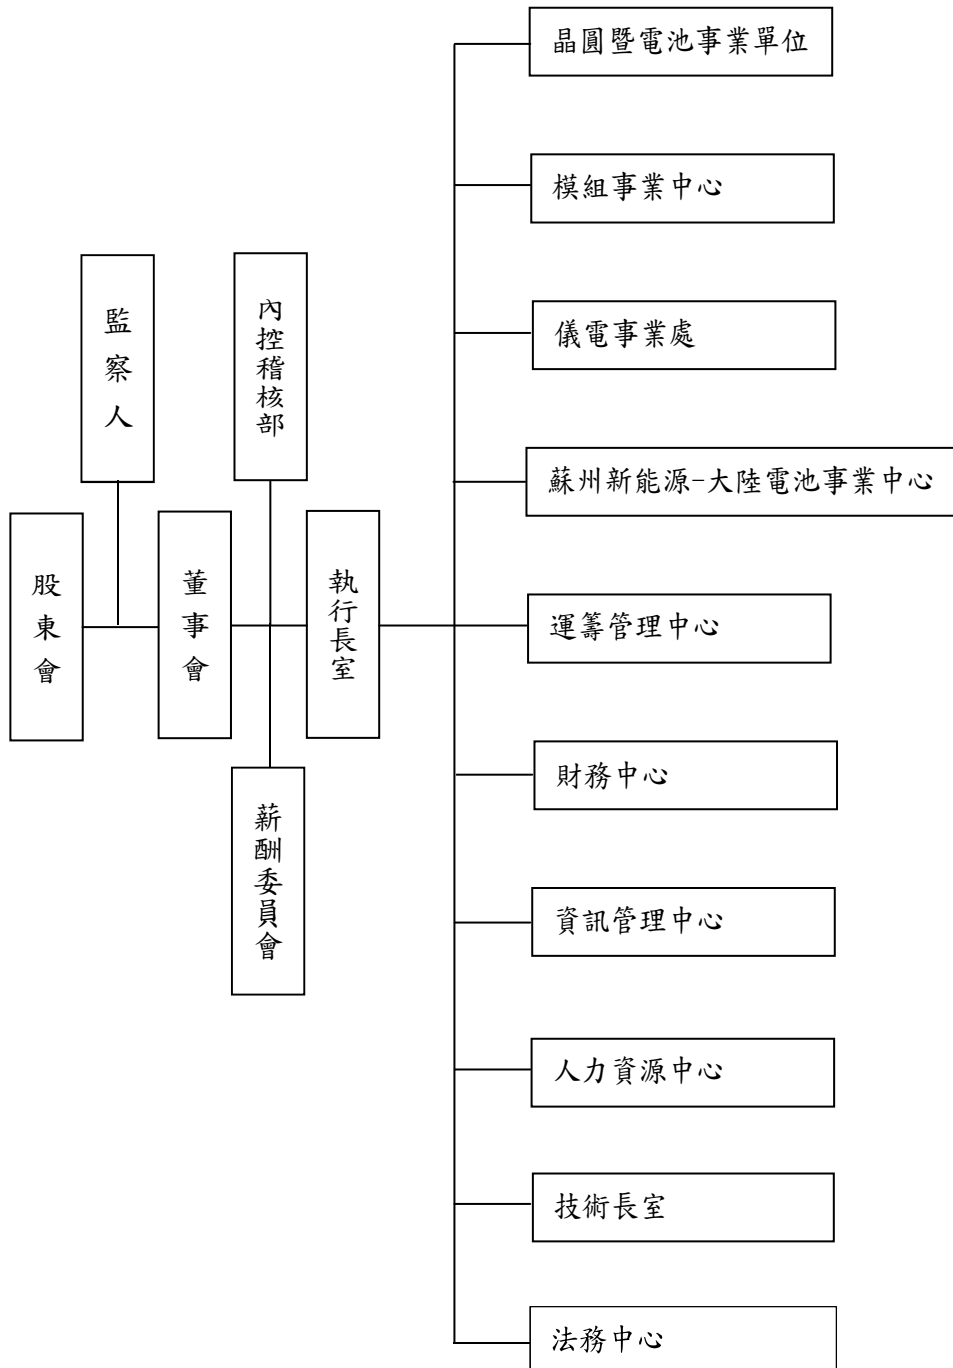 股東會
監察人
董事會
內控稽核部
薪酬委員會
執行長室
晶圓暨電池事業單位
模組事業中心
儀電事業處
蘇州新能源-大陸電池事業中心
運籌管理中心
財務中心
資訊管理中心
人力資源中心
技術長室
法務中心